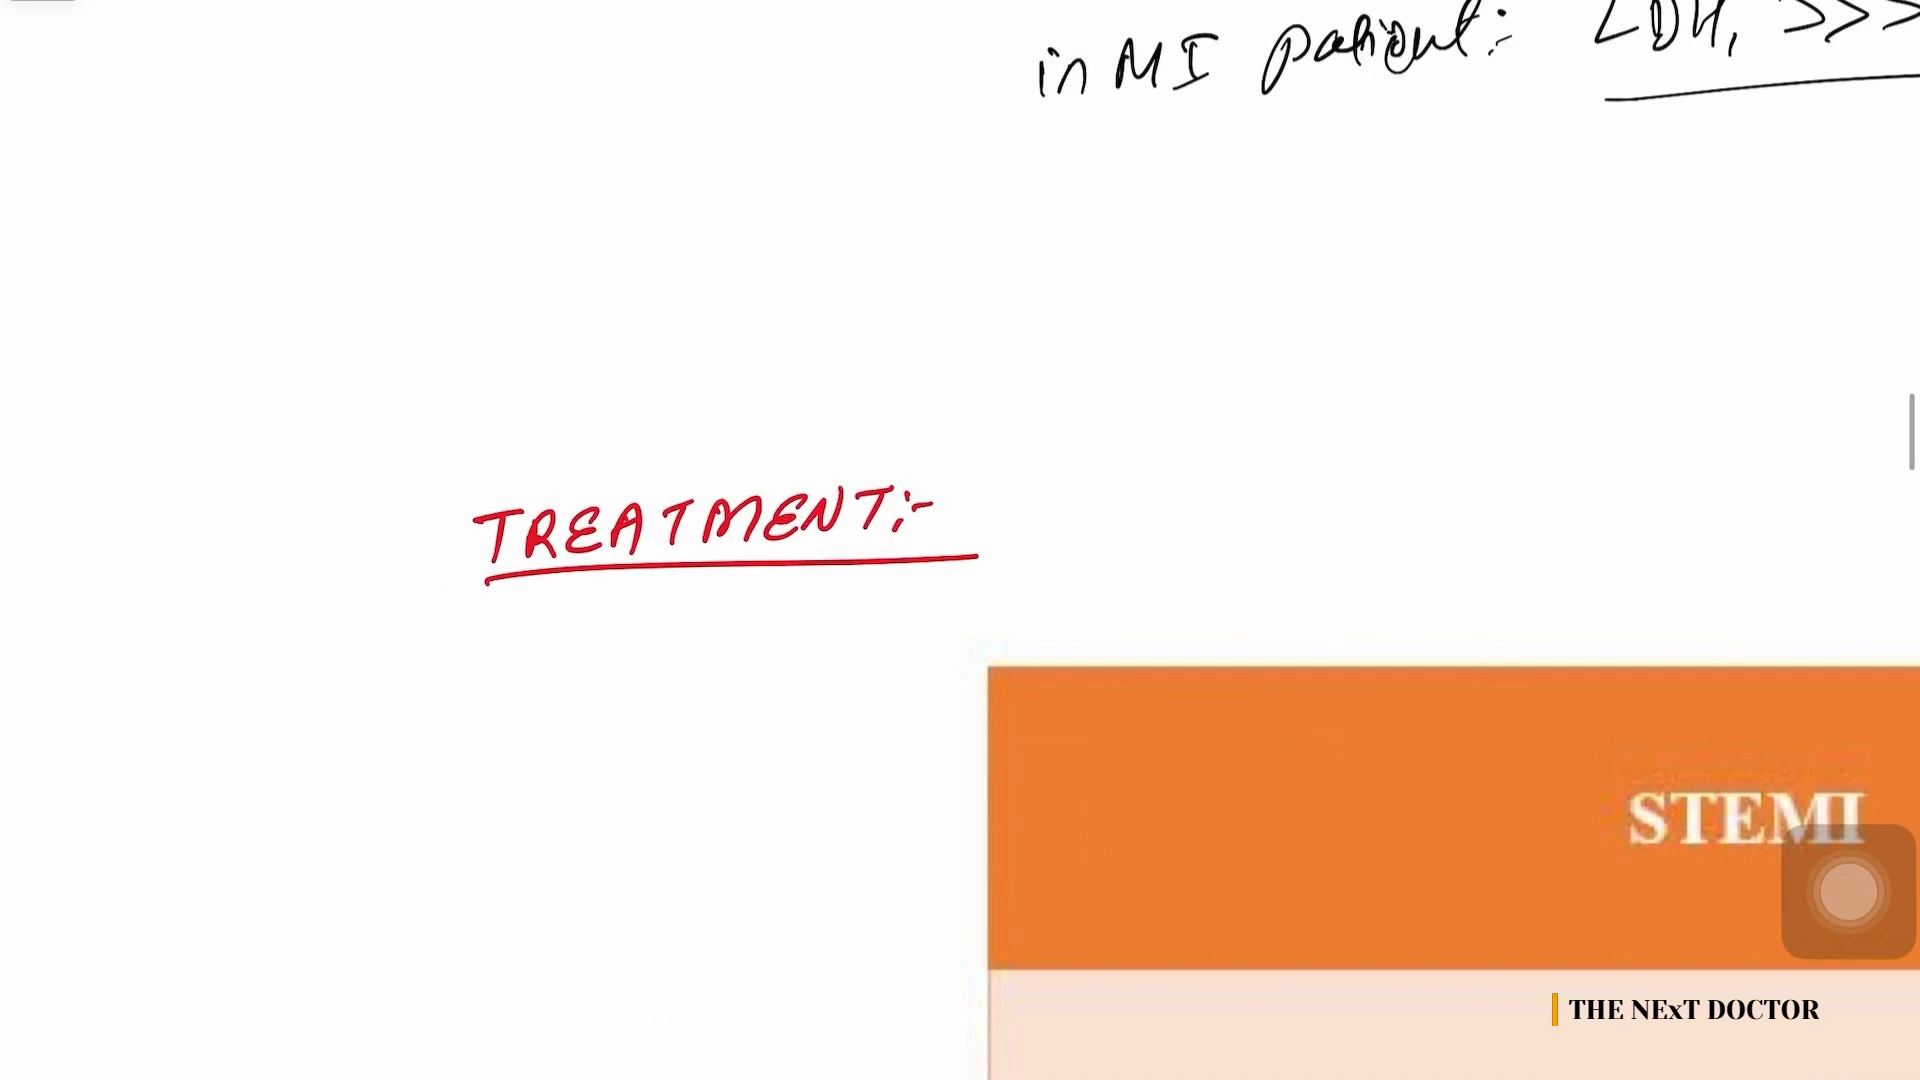 in MI patient:- LDH, >>>
TREATMENT:-
STEMI
THE NExT DOCTOR